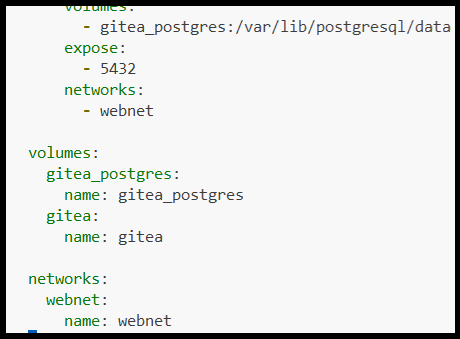 volumes:
- gitea_postgres:/var/lib/postgresql/data
expose:
- 5432
networks:
- webnet
volumes:
gitea_postgres:
name: gitea_postgres
gitea:
name: gitea
networks:
webnet:
name: webnet